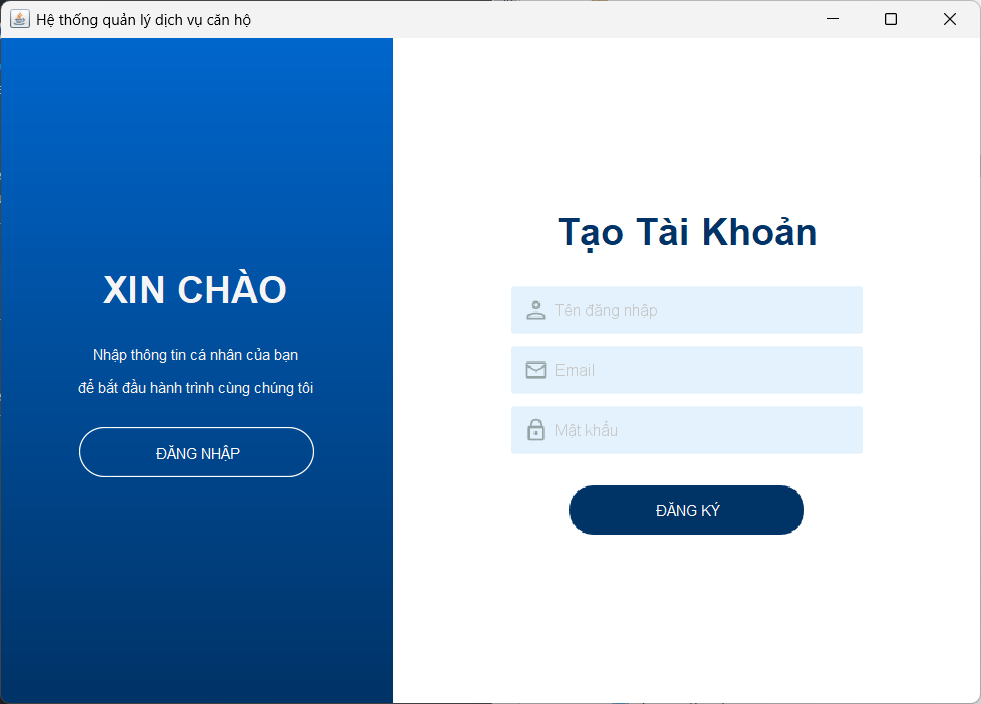 Hệ thống quản lý dịch vụ căn hộ
XIN CHÀO
Nhập thông tin cá nhân của bạn
để bắt đầu hành trình cùng chúng tôi
ĐĂNG NHẬP
Tạo Tài Khoản
Tên đăng nhập
Email
Mật khẩu
ĐĂNG KÝ